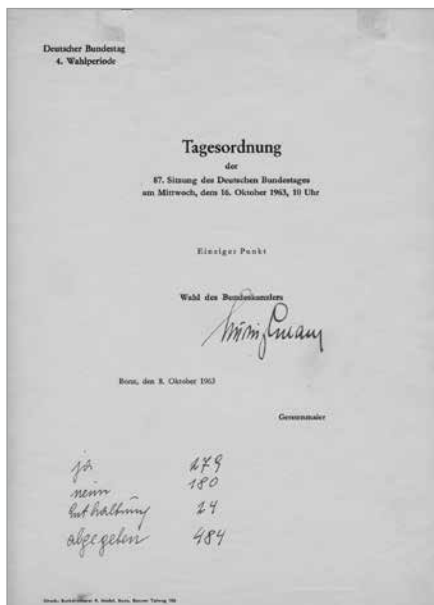 Deutscher Bundestag
4. Wahlperiode
Tagesordnung
der
87. Sitzung des Deutschen Bundestages
am Mittwoch, dem 16. Oktober 1963, 10 Uhr
Einziger Punkt
Wahl des Bundeskanzlers
Bonn, den 8. Oktober 1963
Gerstenmaier
ja 279
nein 180
Enthaltung 24
abgegeben 484